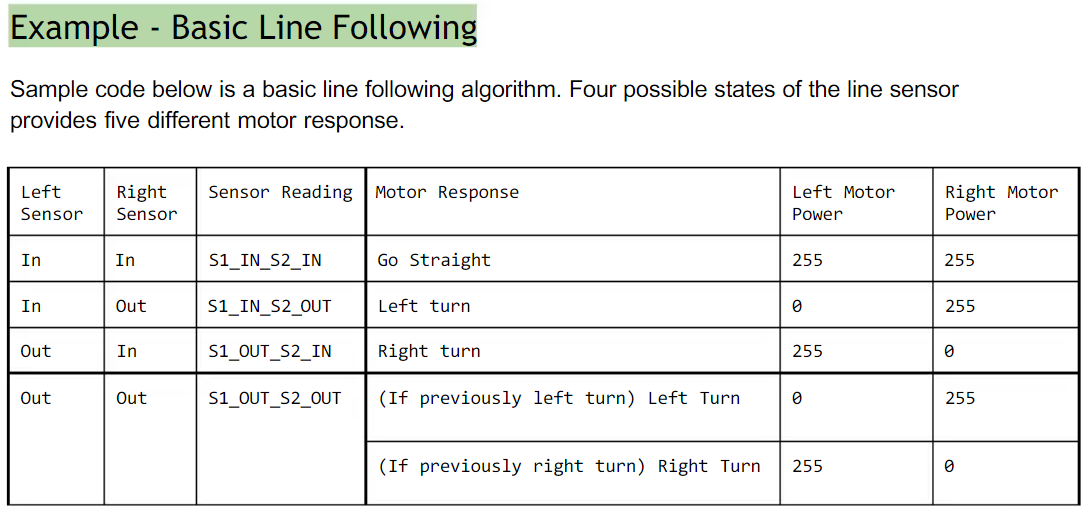 Example - Basic Line Following
Sample code below is a basic line following algorithm. Four possible states of the line sensor
provides five different motor response.
Left Sensor Right Sensor Sensor Reading Motor Response Left Motor Power Right Motor Power
In In S1_IN_S2_IN Go Straight 255 255
In Out S1_IN_S2_OUT Left turn 0 255
Out In S1_OUT_S2_IN Right turn 255 0
Out Out S1_OUT_S2_OUT (If previously left turn) Left Turn 0 255
(If previously right turn) Right Turn 255 0